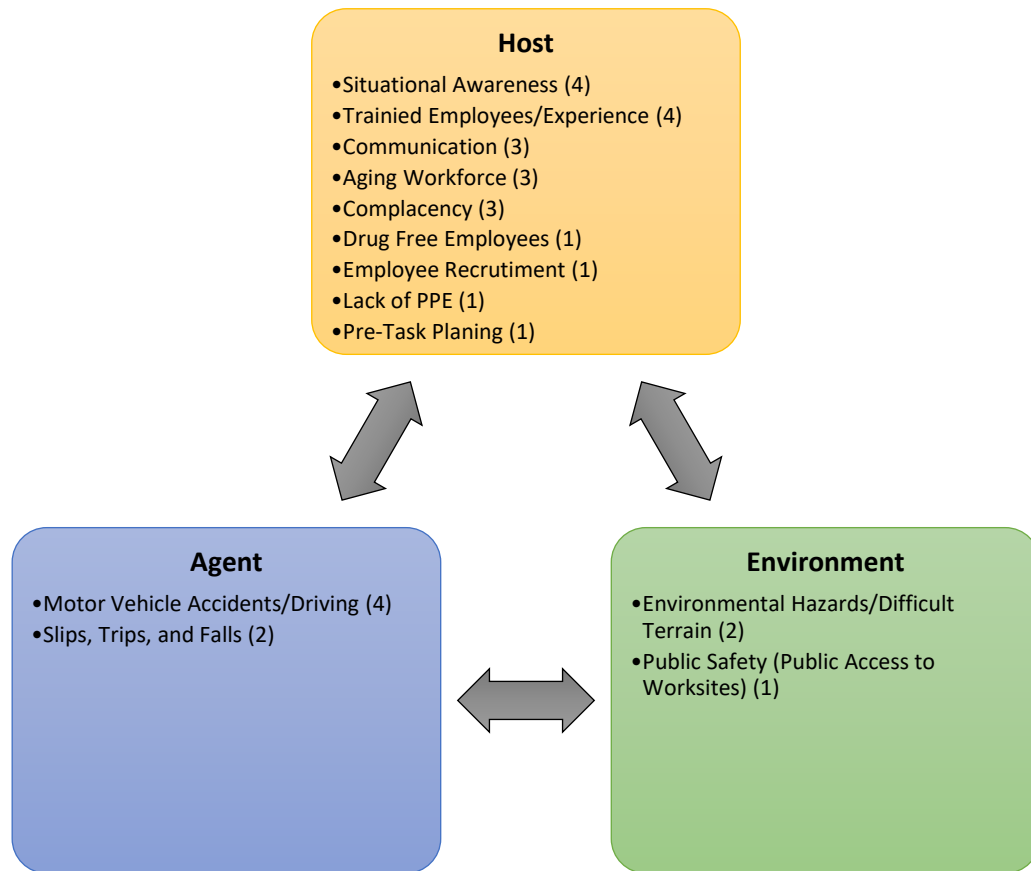 Host
•Situational Awareness (4)
•Trainied Employees/Experience (4)
•Communication (3)
•Aging Workforce (3)
•Complacency (3)
•Drug Free Employees (1)
•Employee Recrutiment (1)
•Lack of PPE (1)
•Pre-Task Planing (1)
Agent
•Motor Vehicle Accidents/Driving (4)
•Slips, Trips, and Falls (2)
Environment
•Environmental Hazards/Difficult
Terrain (2)
•Public Safety (Public Access to
Worksites) (1)